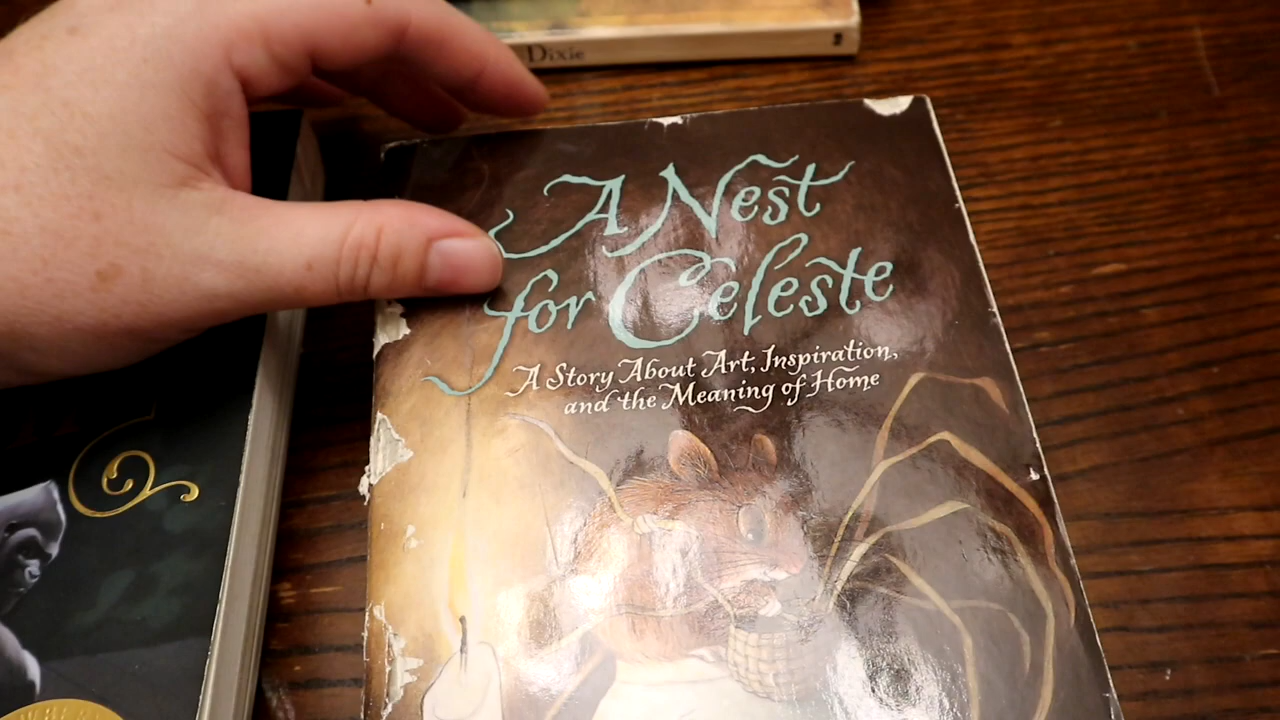 Dixie
A Nest
for Celeste
A Story About Art, Inspiration,
and the Meaning of Home